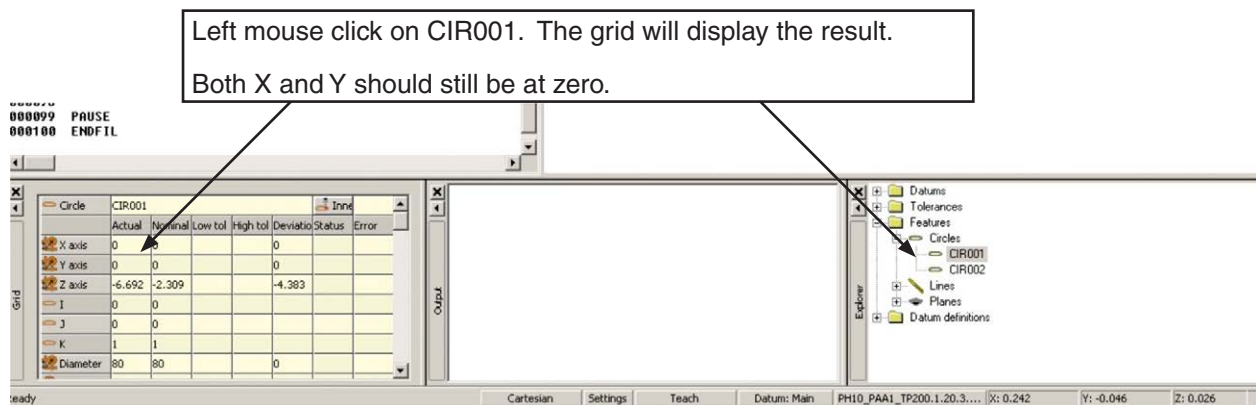 Left mouse click on CIR001. The grid will display the result.
Both X and Y should still be at zero.
000099 PAUSE
000100 ENDFIL
Grid
Circle CIR001 Inne
Actual Nominal Low tol High tol Deviatio Status Error
X axis 0 0 0
Y axis 0 0 0
Z axis -6.692 -2.309 -4.383
I 0 0
J 0 0
K 1 1
Diameter 80 80 0
Output
Explorer
Datums
Tolerances
Features
Circles
CIR001
CIR002
Lines
Planes
Datum definitions
eady Cartesian Settings Teach Datum: Main PH10_PAA1_TP200.1.20.3.... X: 0.242 Y: -0.046 Z: 0.026